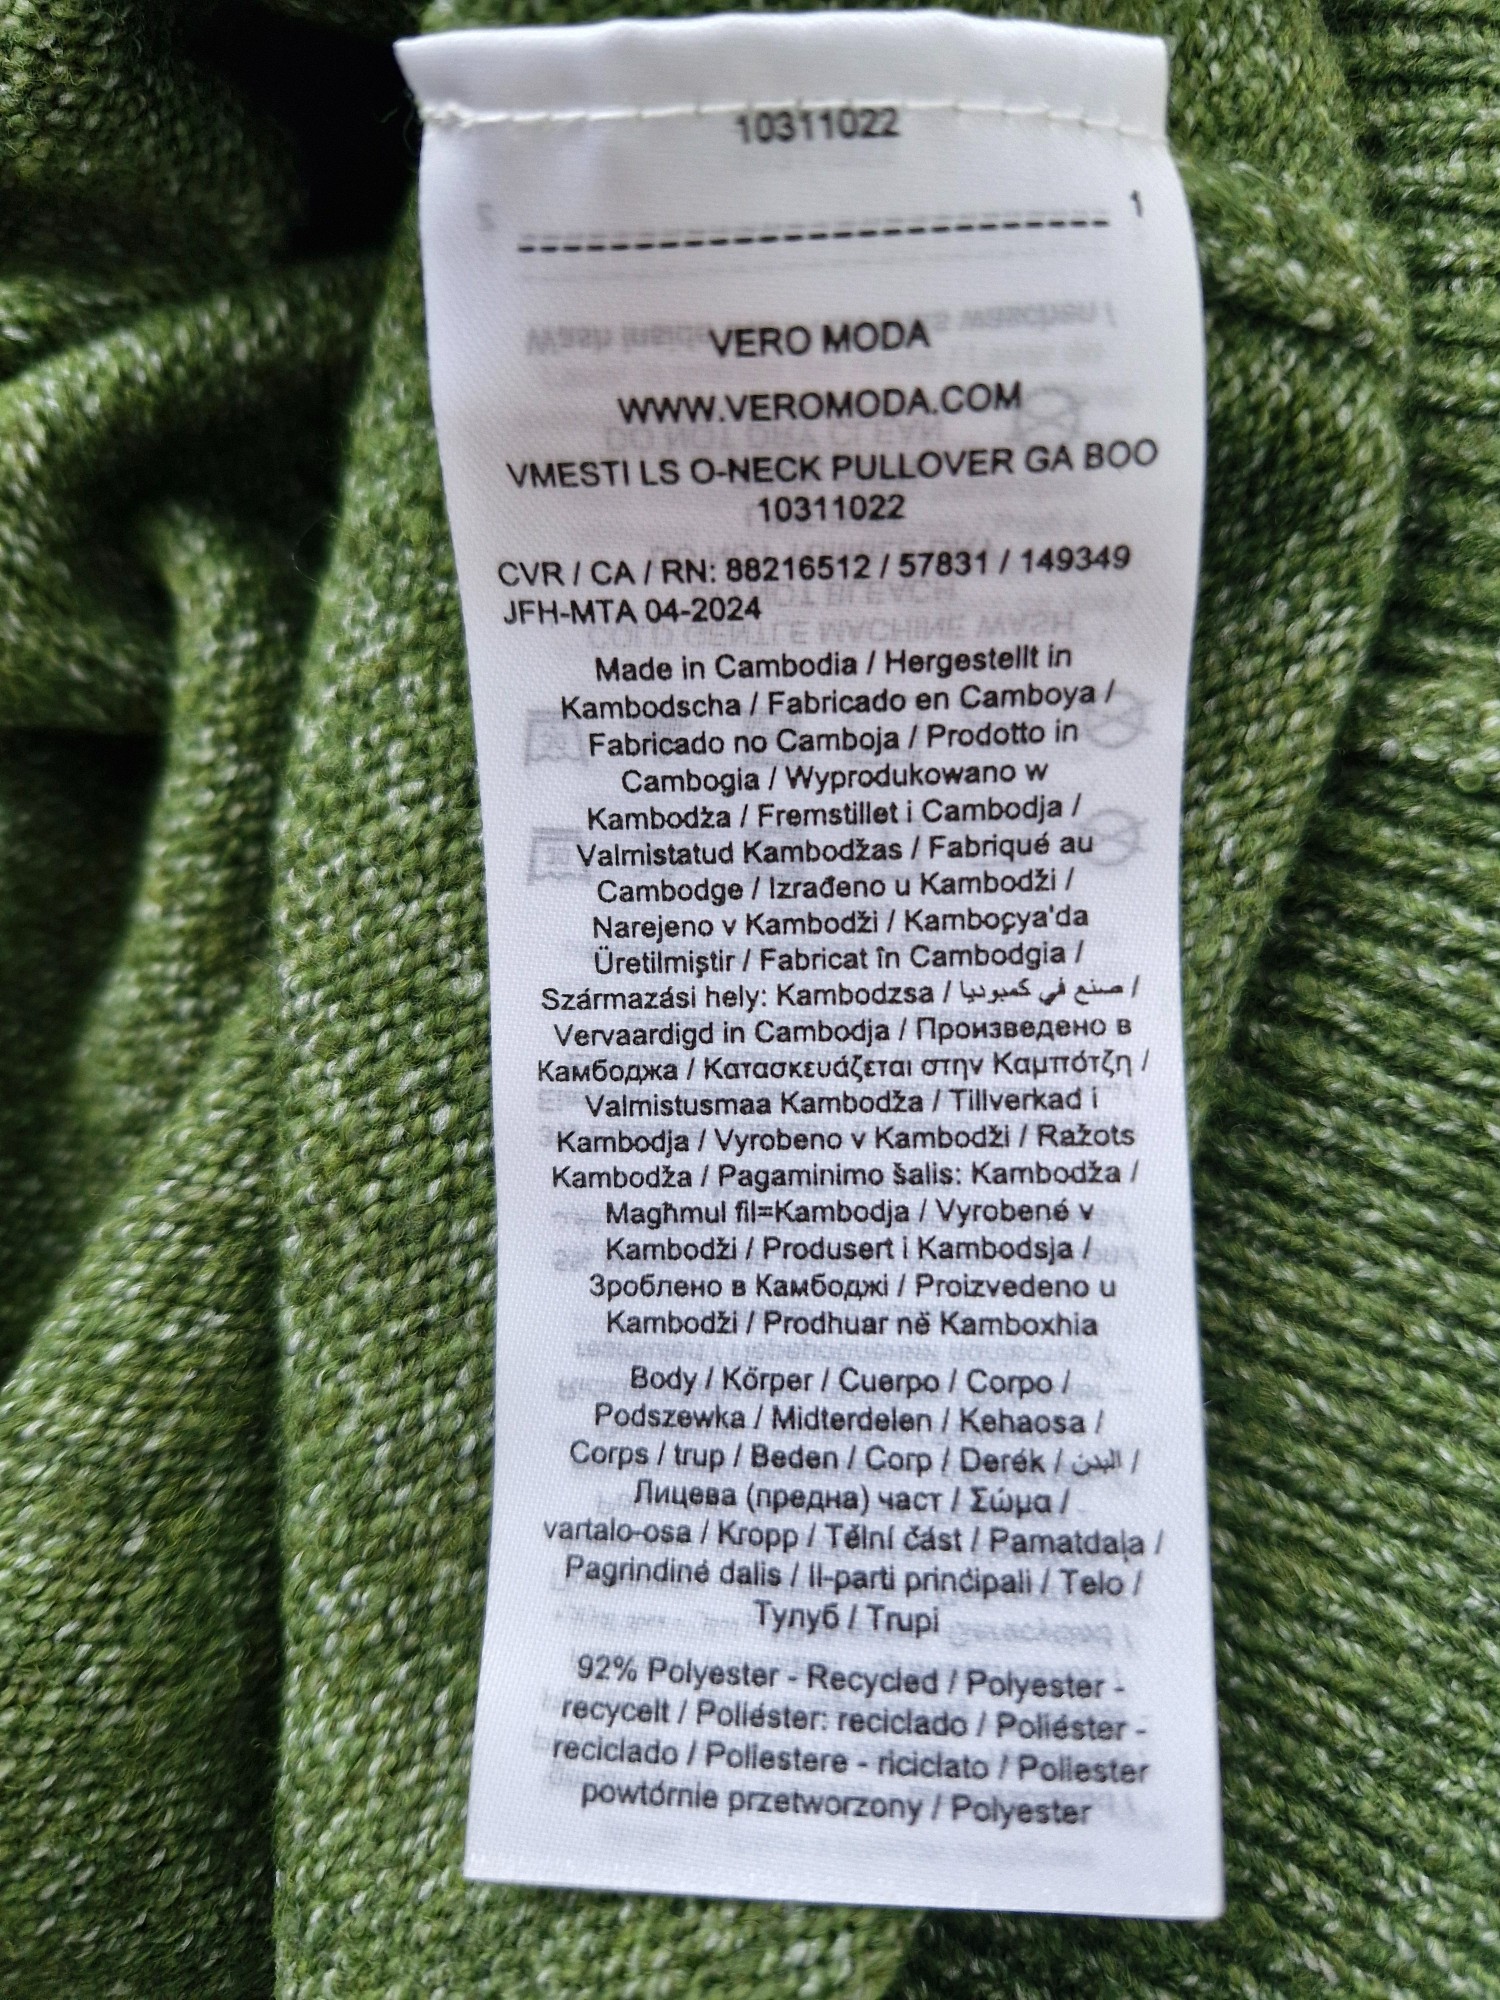 10311022
2 1
VERO MODA
WWW.VEROMODA.COM
VMESTI LS O-NECK PULLOVER GA BOO
10311022
CVR / CA / RN: 88216512 / 57831 / 149349
JFH-MTA 04-2024
Made in Cambodia / Hergestellt in
Kambodscha / Fabricado en Camboya /
Fabricado no Camboja / Prodotto in
Cambogia / Wyprodukowano w
Kambodża / Fremstillet i Cambodja /
Valmistatud Kambodžas / Fabriqué au
Cambodge / Izrađeno u Kambodži /
Narejeno v Kambodži / Kamboçya'da
Üretilmiştir / Fabricat în Cambodgia /
Származási hely: Kambodzsa / صنع في كمبوديا /
Vervaardigd in Cambodja / Произведено в
Камбоджа / Κατασκευάζεται στην Καμπότζη /
Valmistusmaa Kambodža / Tillverkad i
Kambodja / Vyrobeno v Kambodži / Ražots
Kambodža / Pagaminimo šalis: Kambodža /
Magħmul fil=Kambodja / Vyrobené v
Kambodži / Produsert i Kambodsja /
Зроблено в Камбоджі / Proizvedeno u
Kambodži / Prodhuar në Kamboxhia
Body / Körper / Cuerpo / Corpo /
Podszewka / Midterdelen / Kehaosa /
Corps / trup / Beden / Corp / Derék / البدن /
Лицева (предна) част / Σώμα /
vartalo-osa / Kropp / Tělní část / Pamatdaļa /
Pagrindinė dalis / Il-parti prinċipali / Telo /
Тулуб / Trupi
92% Polyester - Recycled / Polyester -
recycelt / Poliéster: reciclado / Poliéster -
reciclado / Poliestere - riciclato / Poliester
powtórnie przetworzony / Polyester